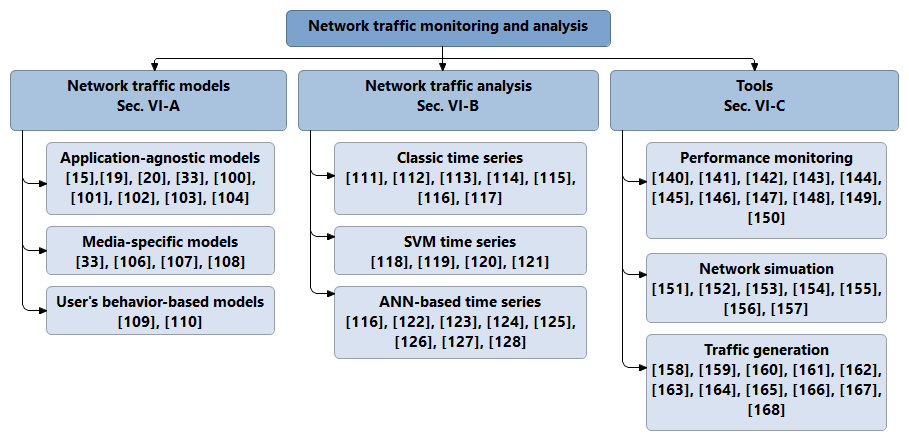 Network traffic monitoring and analysis
Network traffic models
Sec. VI-A
Application-agnostic models
[15],[19], [20], [33], [100],
[101], [102], [103], [104]
Media-specific models
[33], [106], [107], [108]
User's behavior-based models
[109], [110]
Network traffic analysis
Sec. VI-B
Classic time series
[111], [112], [113], [114], [115],
[116], [117]
SVM time series
[118], [119], [120], [121]
ANN-based time series
[116], [122], [123], [124], [125],
[126], [127], [128]
Tools
Sec. VI-C
Performance monitoring
[140], [141], [142], [143], [144],
[145], [146], [147], [148], [149],
[150]
Network simuation
[151], [152], [153], [154], [155],
[156], [157]
Traffic generation
[158], [159], [160], [161], [162],
[163], [164], [165], [166], [167],
[168]